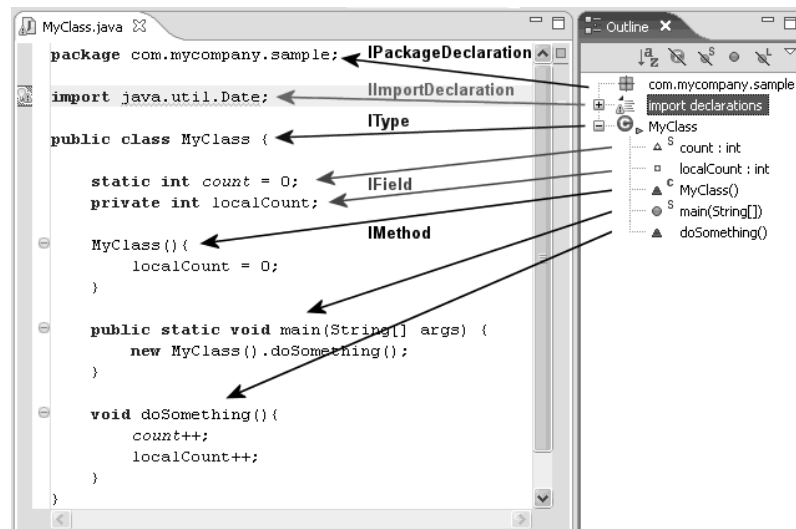 MyClass.java
package com.mycompany.sample;
IPackageDeclaration
import java.util.Date;
IImportDeclaration
public class MyClass {
IType
static int count = 0;
private int localCount;
IField
MyClass(){
IMethod
localCount = 0;
}
public static void main(String[] args) {
new MyClass().doSomething();
}
void doSomething(){
count++;
localCount++;
}
}
Outline
com.mycompany.sample
import declarations
C MyClass
S count : int
localCount : int
C MyClass()
S main(String[])
doSomething()